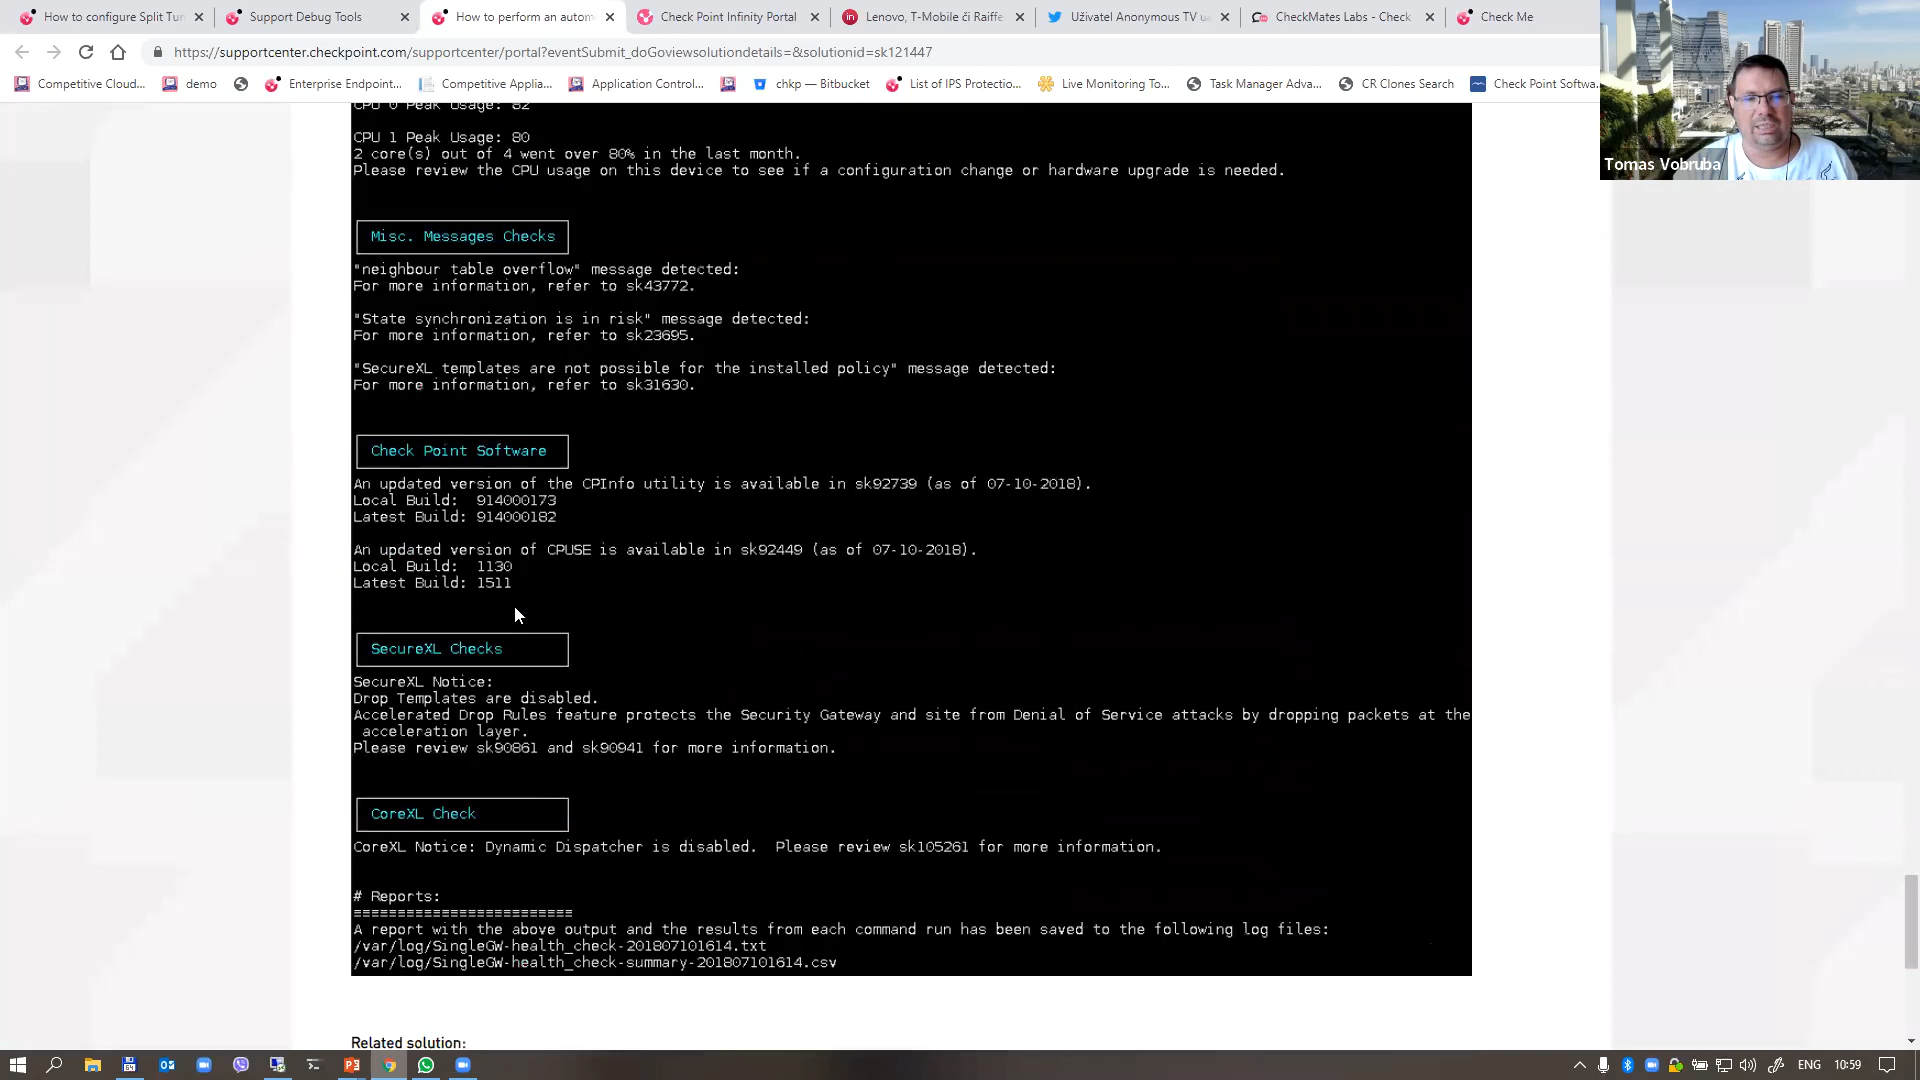 How to configure Split Tur
Support Debug Tools
How to perform an autom
Check Point Infinity Portal
Lenovo, T-Mobile či Raiffe
Uživatel Anonymous TV
CheckMates Labs - Check
Check Me
https://supportcenter.checkpoint.com/supportcenter/portal?eventSubmit_doGoviewsolutiondetails=&solutionid=sk121447
Competitive Cloud...
demo
Enterprise Endpoint...
Competitive Applia...
Application Control...
chkp — Bitbucket
List of IPS Protectio...
Live Monitoring To...
Task Manager Adva...
CR Clones Search
Check Point Softwa
Tomas Vobruba
CPU 0 Peak Usage: 82
CPU 1 Peak Usage: 80
2 core(s) out of 4 went over 80% in the last month.
Please review the CPU usage on this device to see if a configuration change or hardware upgrade is needed.
Misc. Messages Checks
"neighbour table overflow" message detected:
For more information, refer to sk43772.
"State synchronization is in risk" message detected:
For more information, refer to sk23695.
"SecureXL templates are not possible for the installed policy" message detected:
For more information, refer to sk31630.
Check Point Software
An updated version of the CPInfo utility is available in sk92739 (as of 07-10-2018).
Local Build:  914000173
Latest Build: 914000182
An updated version of CPUSE is available in sk92449 (as of 07-10-2018).
Local Build:  1130
Latest Build: 1511
SecureXL Checks
SecureXL Notice:
Drop Templates are disabled.
Accelerated Drop Rules feature protects the Security Gateway and site from Denial of Service attacks by dropping packets at the
acceleration layer.
Please review sk90861 and sk90941 for more information.
CoreXL Check
CoreXL Notice: Dynamic Dispatcher is disabled.  Please review sk105261 for more information.
# Reports:
=========================
A report with the above output and the results from each command run has been saved to the following log files:
/var/log/SingleGW-health_check-201807101614.txt
/var/log/SingleGW-health_check-summary-201807101614.csv
Related solution:
ENG
10:59